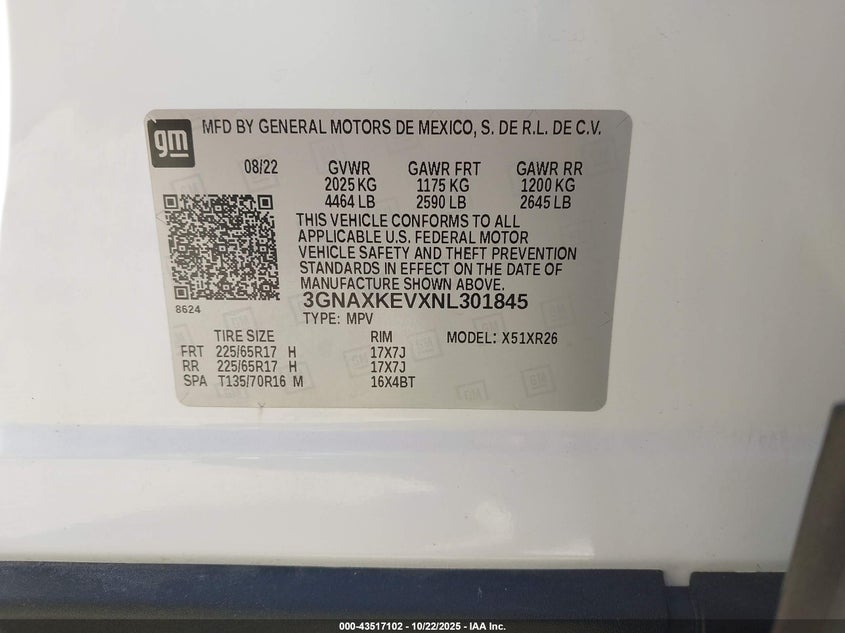 gm MFD BY GENERAL MOTORS DE MEXICO, S. DE R.L. DE C.V.
08/22 GVWR GAWR FRT GAWR RR
2025 KG 1175 KG 1200 KG
4464 LB 2590 LB 2645 LB
THIS VEHICLE CONFORMS TO ALL
APPLICABLE U.S. FEDERAL MOTOR
VEHICLE SAFETY AND THEFT PREVENTION
STANDARDS IN EFFECT ON THE DATE OF
MANUFACTURE SHOWN ABOVE.
8624 3GNAXKEVXNL301845
TYPE: MPV
TIRE SIZE RIM MODEL: X51XR26
FRT 225/65R17 H 17X7J
RR 225/65R17 H 17X7J
SPA T135/70R16 M 16X4BT
000-43517102 - 10/22/2025 - IAA Inc.